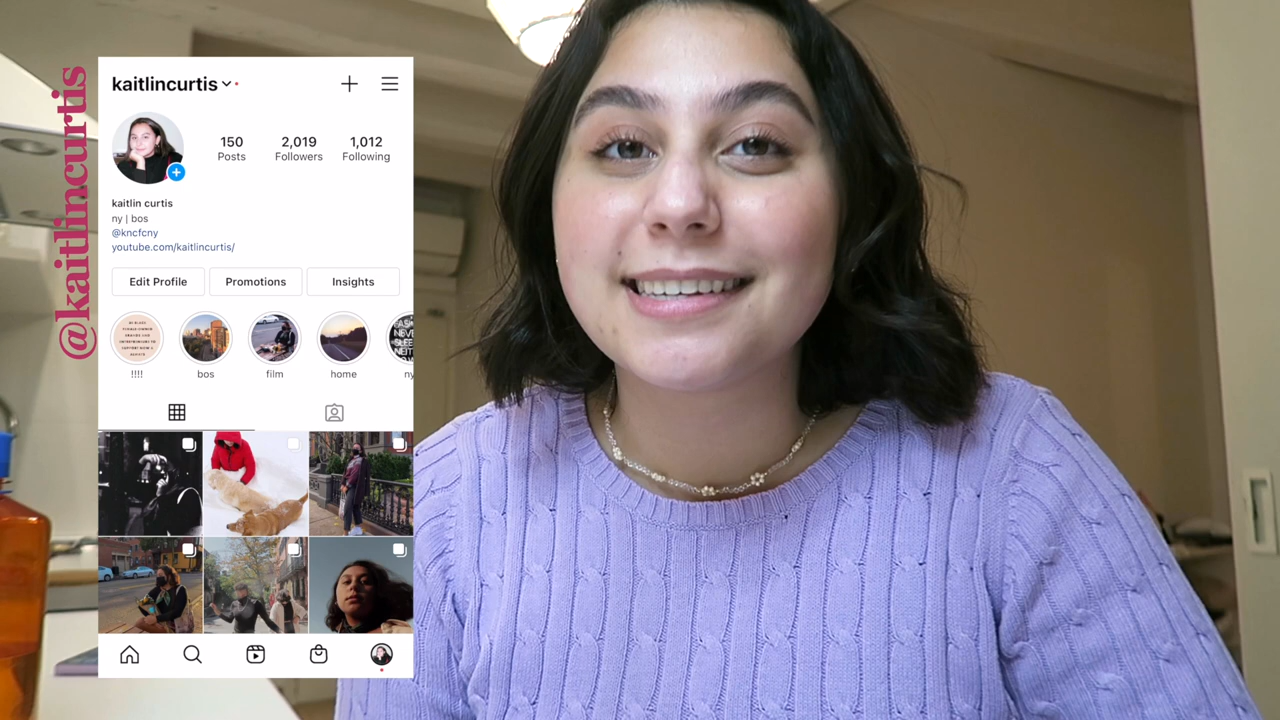 @kaitlincurtis
kaitlincurtis
150 2,019 1,012
Posts Followers Following
kaitlin curtis
ny | bos
@kncfcny
youtube.com/kaitlincurtis/
Edit Profile Promotions Insights
!!!! bos film home ny